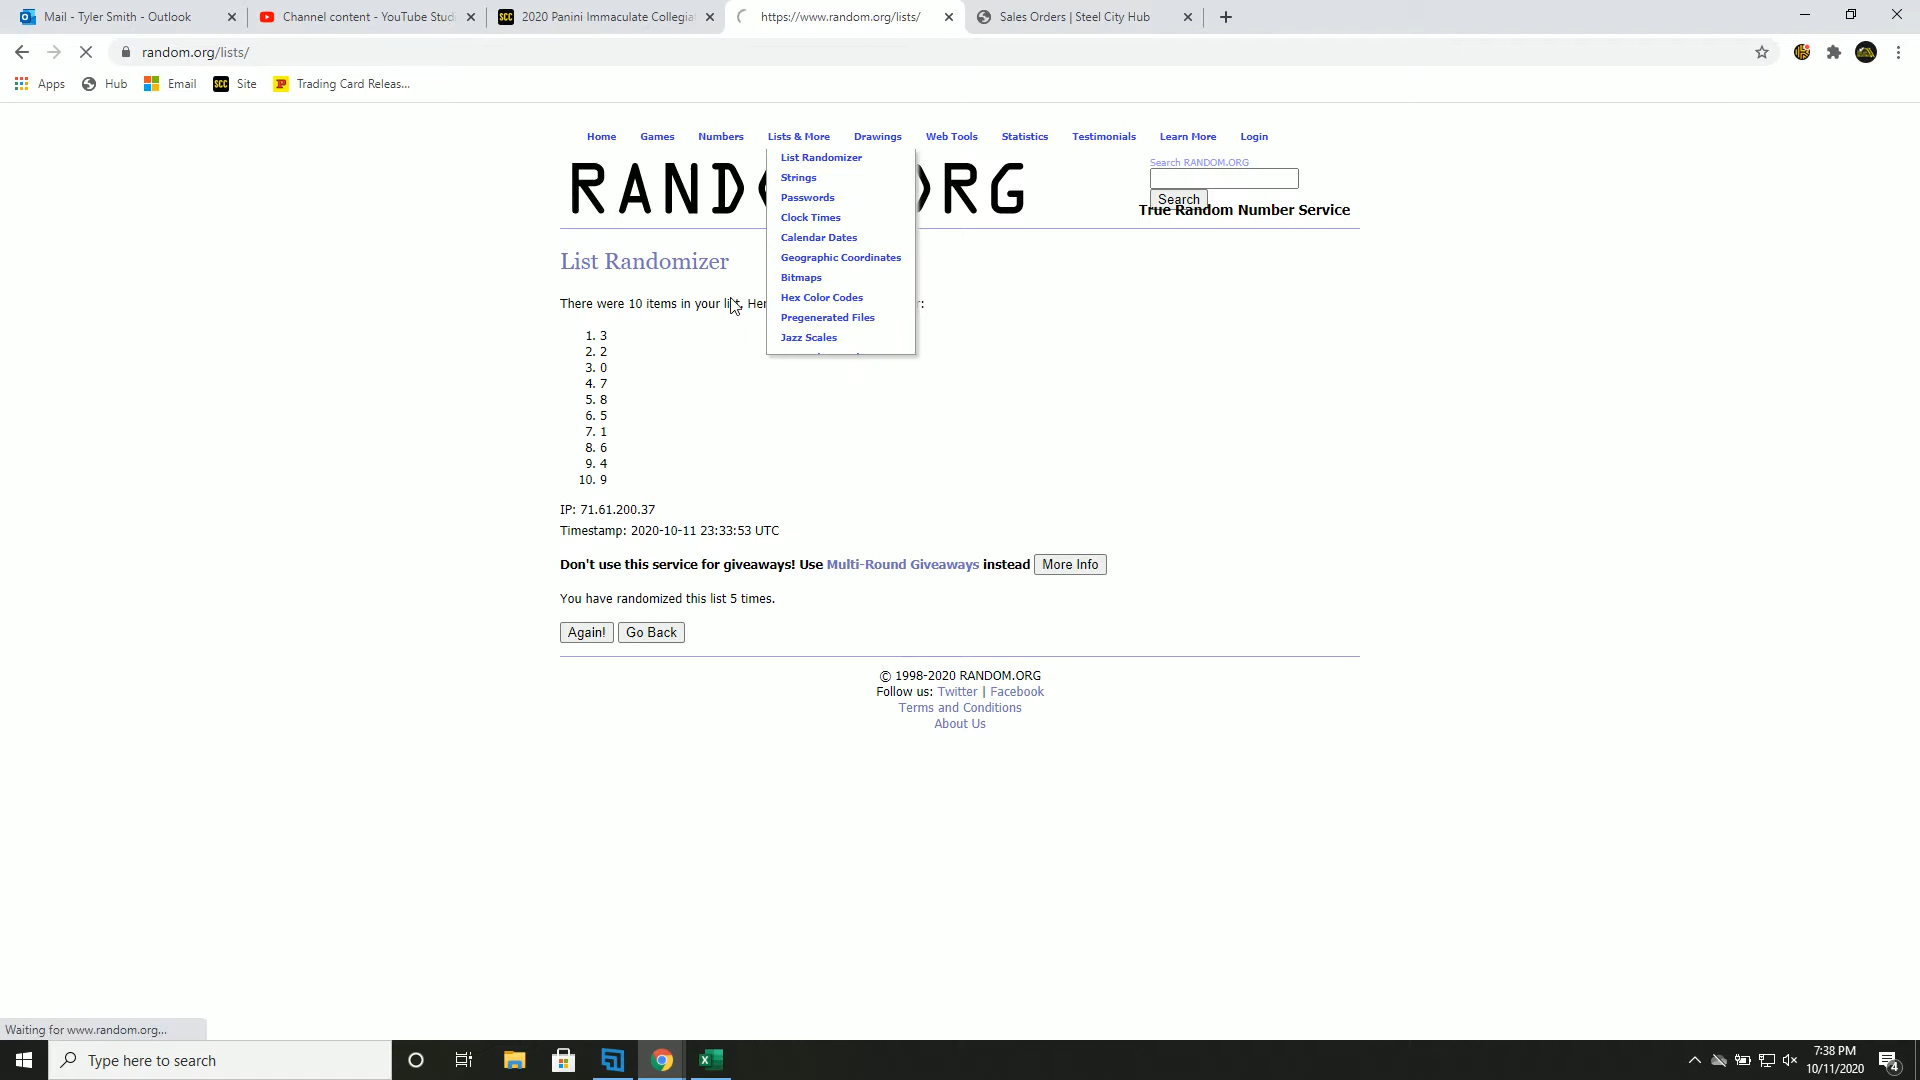 Mail - Tyler Smith - Outlook
Channel content - YouTube Studi
2020 Panini Immaculate Collegia
https://www.random.org/lists/
Sales Orders | Steel City Hub
random.org/lists/
Apps
Hub
Email
SCC
Site
Trading Card Releas...
Home
Games
Numbers
Lists & More
Drawings
Web Tools
Statistics
Testimonials
Learn More
Login
List Randomizer
Strings
Passwords
Clock Times
Calendar Dates
Geographic Coordinates
Bitmaps
Hex Color Codes
Pregenerated Files
Jazz Scales
RAND
RG
Search RANDOM.ORG
Search
True Random Number Service
List Randomizer
There were 10 items in your list. Her
r:
1. 3
2. 2
3. 0
4. 7
5. 8
6. 5
7. 1
8. 6
9. 4
10. 9
IP: 71.61.200.37
Timestamp: 2020-10-11 23:33:53 UTC
Don't use this service for giveaways! Use Multi-Round Giveaways instead More Info
You have randomized this list 5 times.
Again! Go Back
© 1998-2020 RANDOM.ORG
Follow us: Twitter | Facebook
Terms and Conditions
About Us
Waiting for www.random.org...
Type here to search
7:38 PM
10/11/2020
4